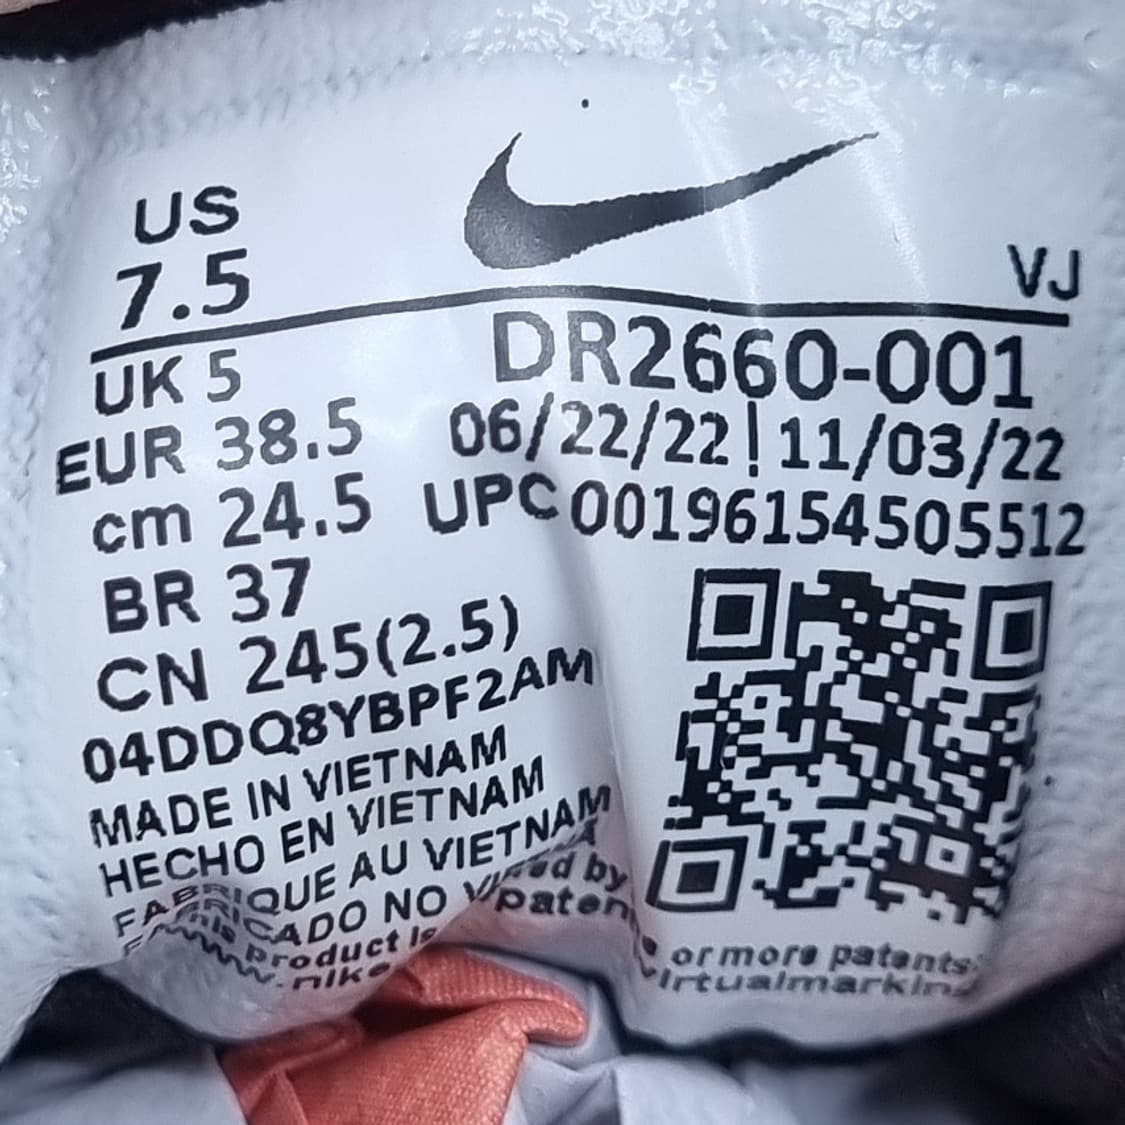 US
7.5
VJ
UK 5
DR2660-001
EUR 38.5
06/22/22 | 11/03/22
cm 24.5
UPC 00196154505512
BR 37
CN 245(2.5)
04DDQ8YBPF2AM
MADE IN VIETNAM
HECHO EN VIETNAM
FABRIQUE AU VIETNAM
product is
or more patents